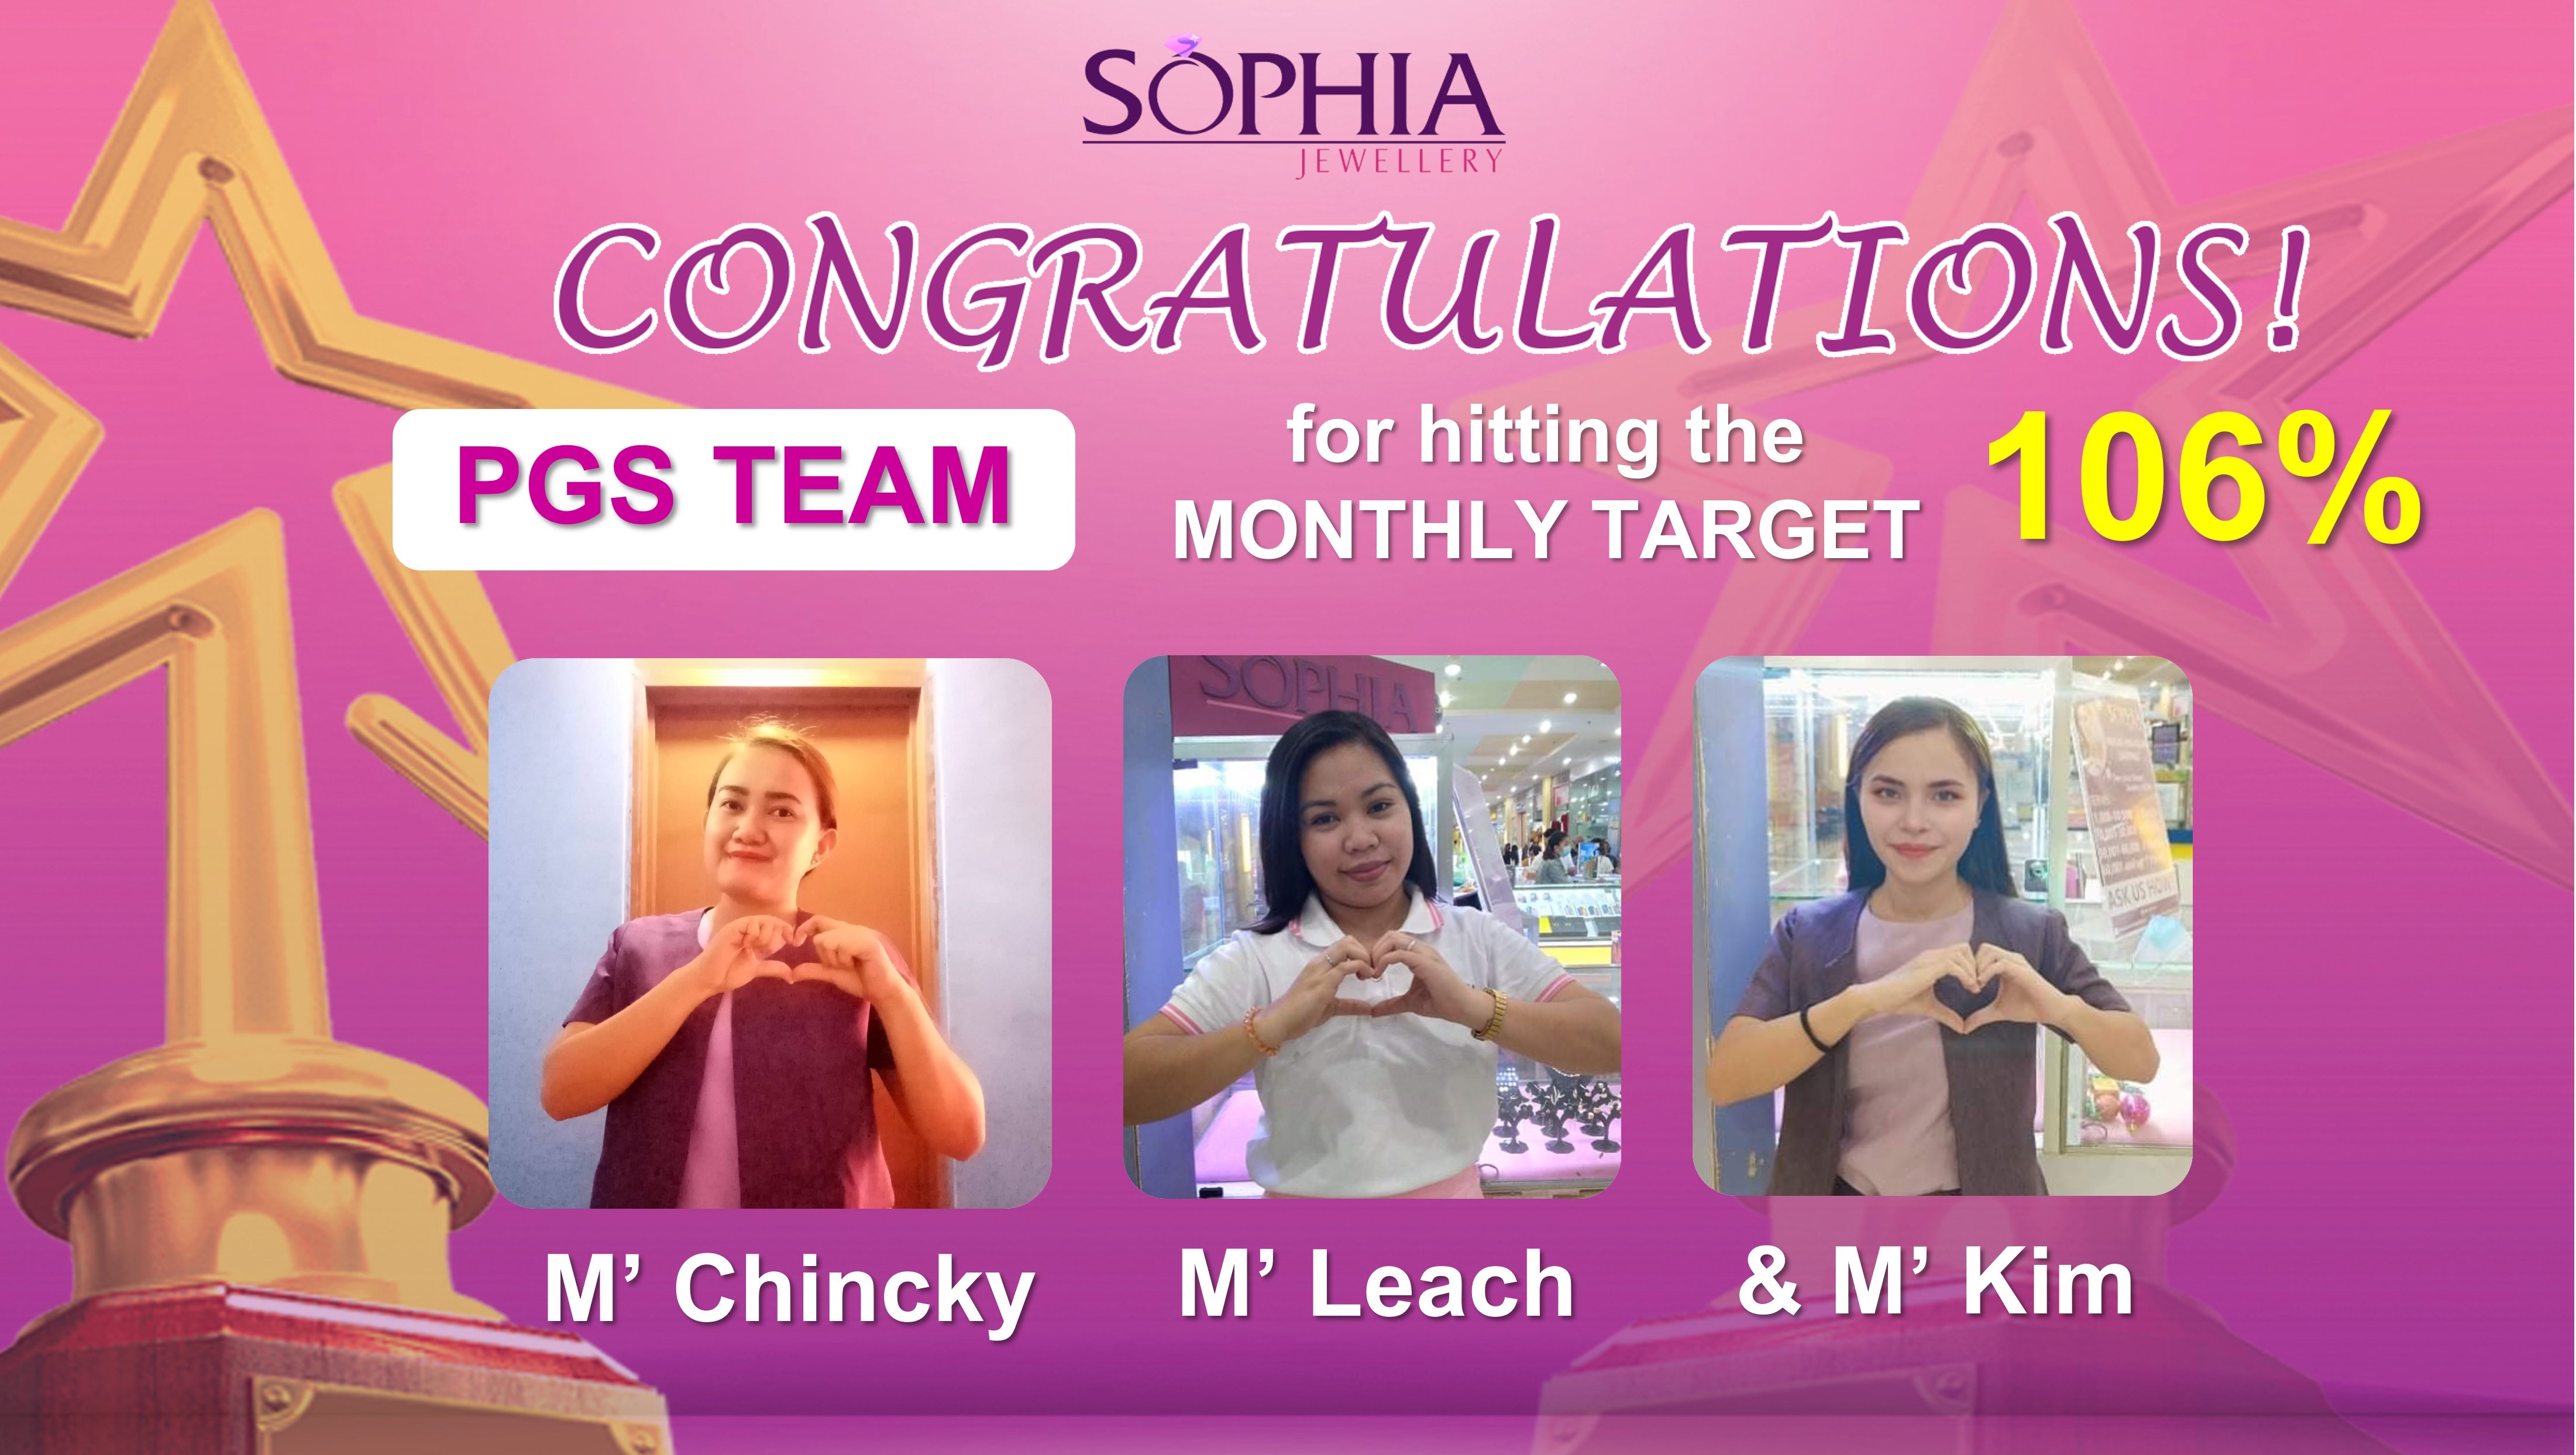 SOPHIA
JEWELLERY
CONGRATULATIONS!
PGS TEAM
for hitting the
MONTHLY TARGET
106%
SOPHIA
ASK US HOW
M’ Chincky
M’ Leach
& M’ Kim